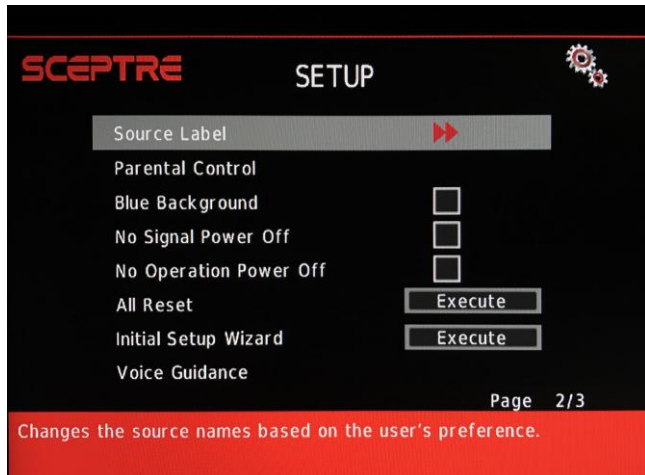 SCEPTRE
SETUP
Source Label
Parental Control
Blue Background
No Signal Power Off
No Operation Power Off
All Reset Execute
Initial Setup Wizard Execute
Voice Guidance
Page 2/3
Changes the source names based on the user's preference.